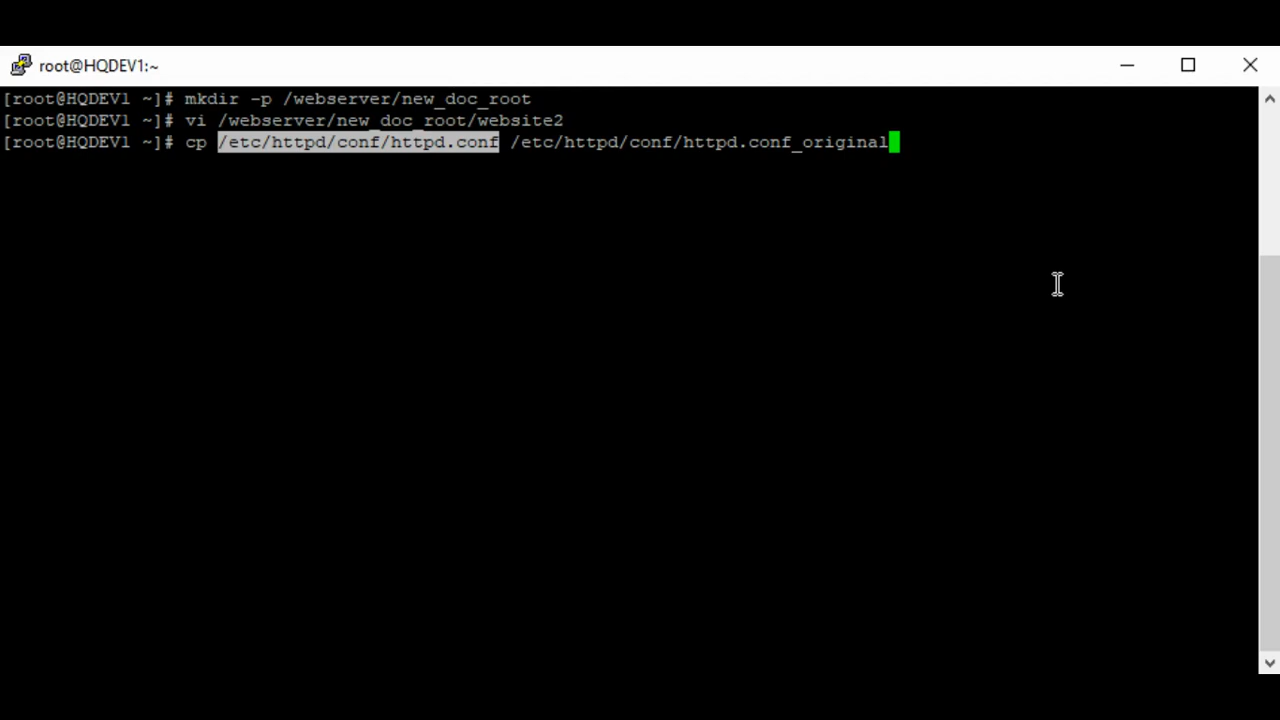 root@HQDEV1:~
[root@HQDEV1 ~]# mkdir -p /webserver/new_doc_root
[root@HQDEV1 ~]# vi /webserver/new_doc_root/website2
[root@HQDEV1 ~]# cp /etc/httpd/conf/httpd.conf /etc/httpd/conf/httpd.conf_original